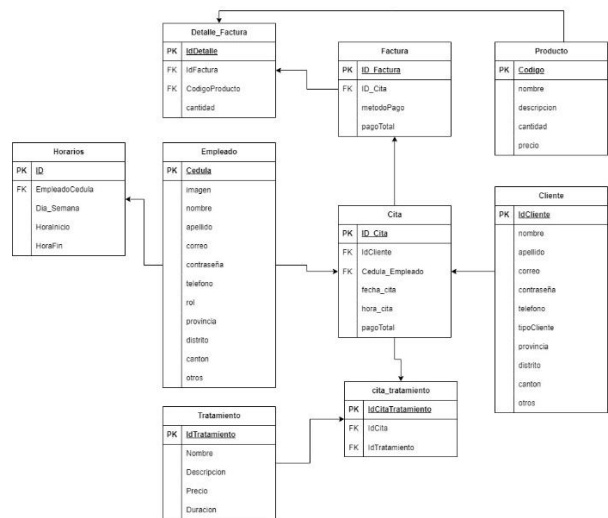 Detalle_Factura
PK IdDetalle
FK IdFactura
FK CodigoProducto
cantidad
Factura
PK ID_Factura
FK ID_Cita
metodoPago
pagoTotal
Producto
PK Codigo
nombre
descripcion
cantidad
precio
Horarios
PK ID
FK EmpleadoCedula
Dia_Semana
HoraInicio
HoraFin
Empleado
PK Cedula
imagen
nombre
apellido
correo
contraseña
telefono
rol
provincia
distrito
canton
otros
Cita
PK ID_Cita
FK IdCliente
FK Cedula_Empleado
fecha_cita
hora_cita
pagoTotal
Cliente
PK IdCliente
nombre
apellido
correo
contraseña
telefono
tipoCliente
provincia
distrito
canton
otros
Tratamiento
PK IdTratamiento
Nombre
Descripcion
Precio
Duracion
cita_tratamiento
PK IdCitaTratamiento
FK IdCita
FK IdTratamiento